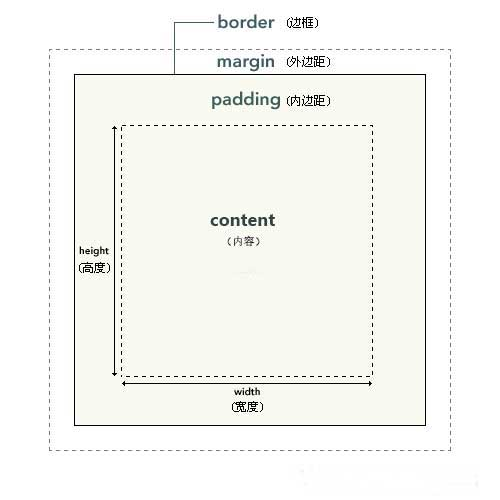 border (边框)
margin (外边距)
padding (内边距)
content
(内容)
height
(高度)
width
(宽度)